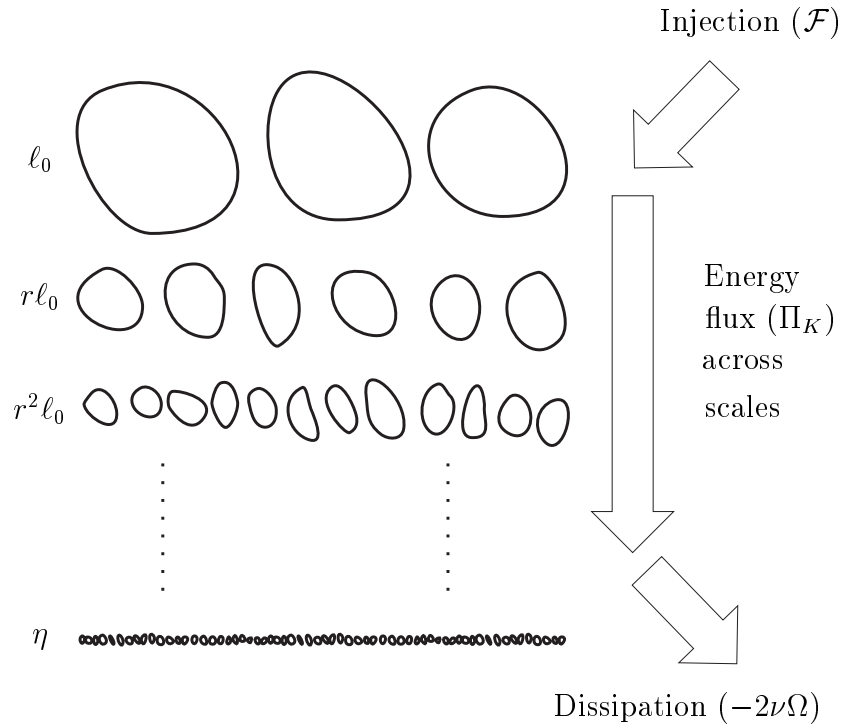 Injection (ℱ)
ℓ₀
rℓ₀
Energy
flux (Π_K)
across
scales
r²ℓ₀
η
Dissipation (−2νΩ)